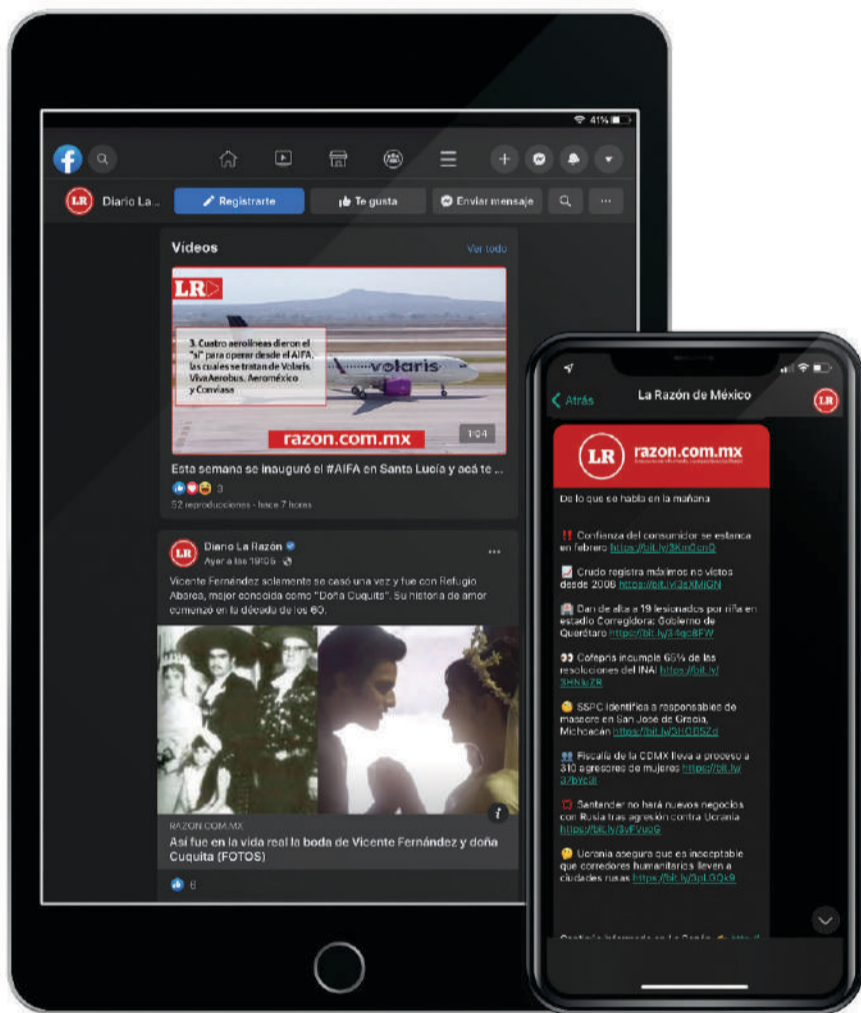 41%
f
LR
Diario La...
Registrarte
Te gusta
Enviar mensaje
...
Vídeos
Ver todo
LR
3. Cuatro aerolíneas dieron el
"sí" para operar desde el AIFA,
las cuales se tratan de Volaris,
VivaAerobus, Aeroméxico
y Conviasa
volaris
razon.com.mx
1:04
Esta semana se inauguró el #AIFA en Santa Lucía y acá te ...
3
52 reproducciones · hace 7 horas
LR
Diario La Razón
Ayer a las 19:05
...
Vicente Fernández solamente se casó una vez y fue con Refugio
Abarca, mejor conocida como "Doña Cuquita". Su historia de amor
comenzó en la década de los 60.
i
RAZON.COM.MX
Así fue en la vida real la boda de Vicente Fernández y doña
Cuquita (FOTOS)
6
Atrás
La Razón de México
LR
LR
razon.com.mx
De lo que se habla en la mañana
Confianza del consumidor se estanca
en febrero
Crudo registra máximos no vistos
desde 2008
Dan de alta a 19 lesionados por riña en
estadio Corregidora: Gobierno de
Querétaro
Cofepris incumple 65% de las
resoluciones del INAI https://bit.ly/
SSPC identifica a responsables de
masacre en San José de Gracia,
Michoacán
Fiscalía de la CDMX lleva a proceso a
310 agresores de mujeres https://bit.ly/
Santander no hará nuevos negocios
con Rusia tras agresión contra Ucrania
Ucrania asegura que es inaceptable
que corredores humanitarios lleven a
ciudades rusas